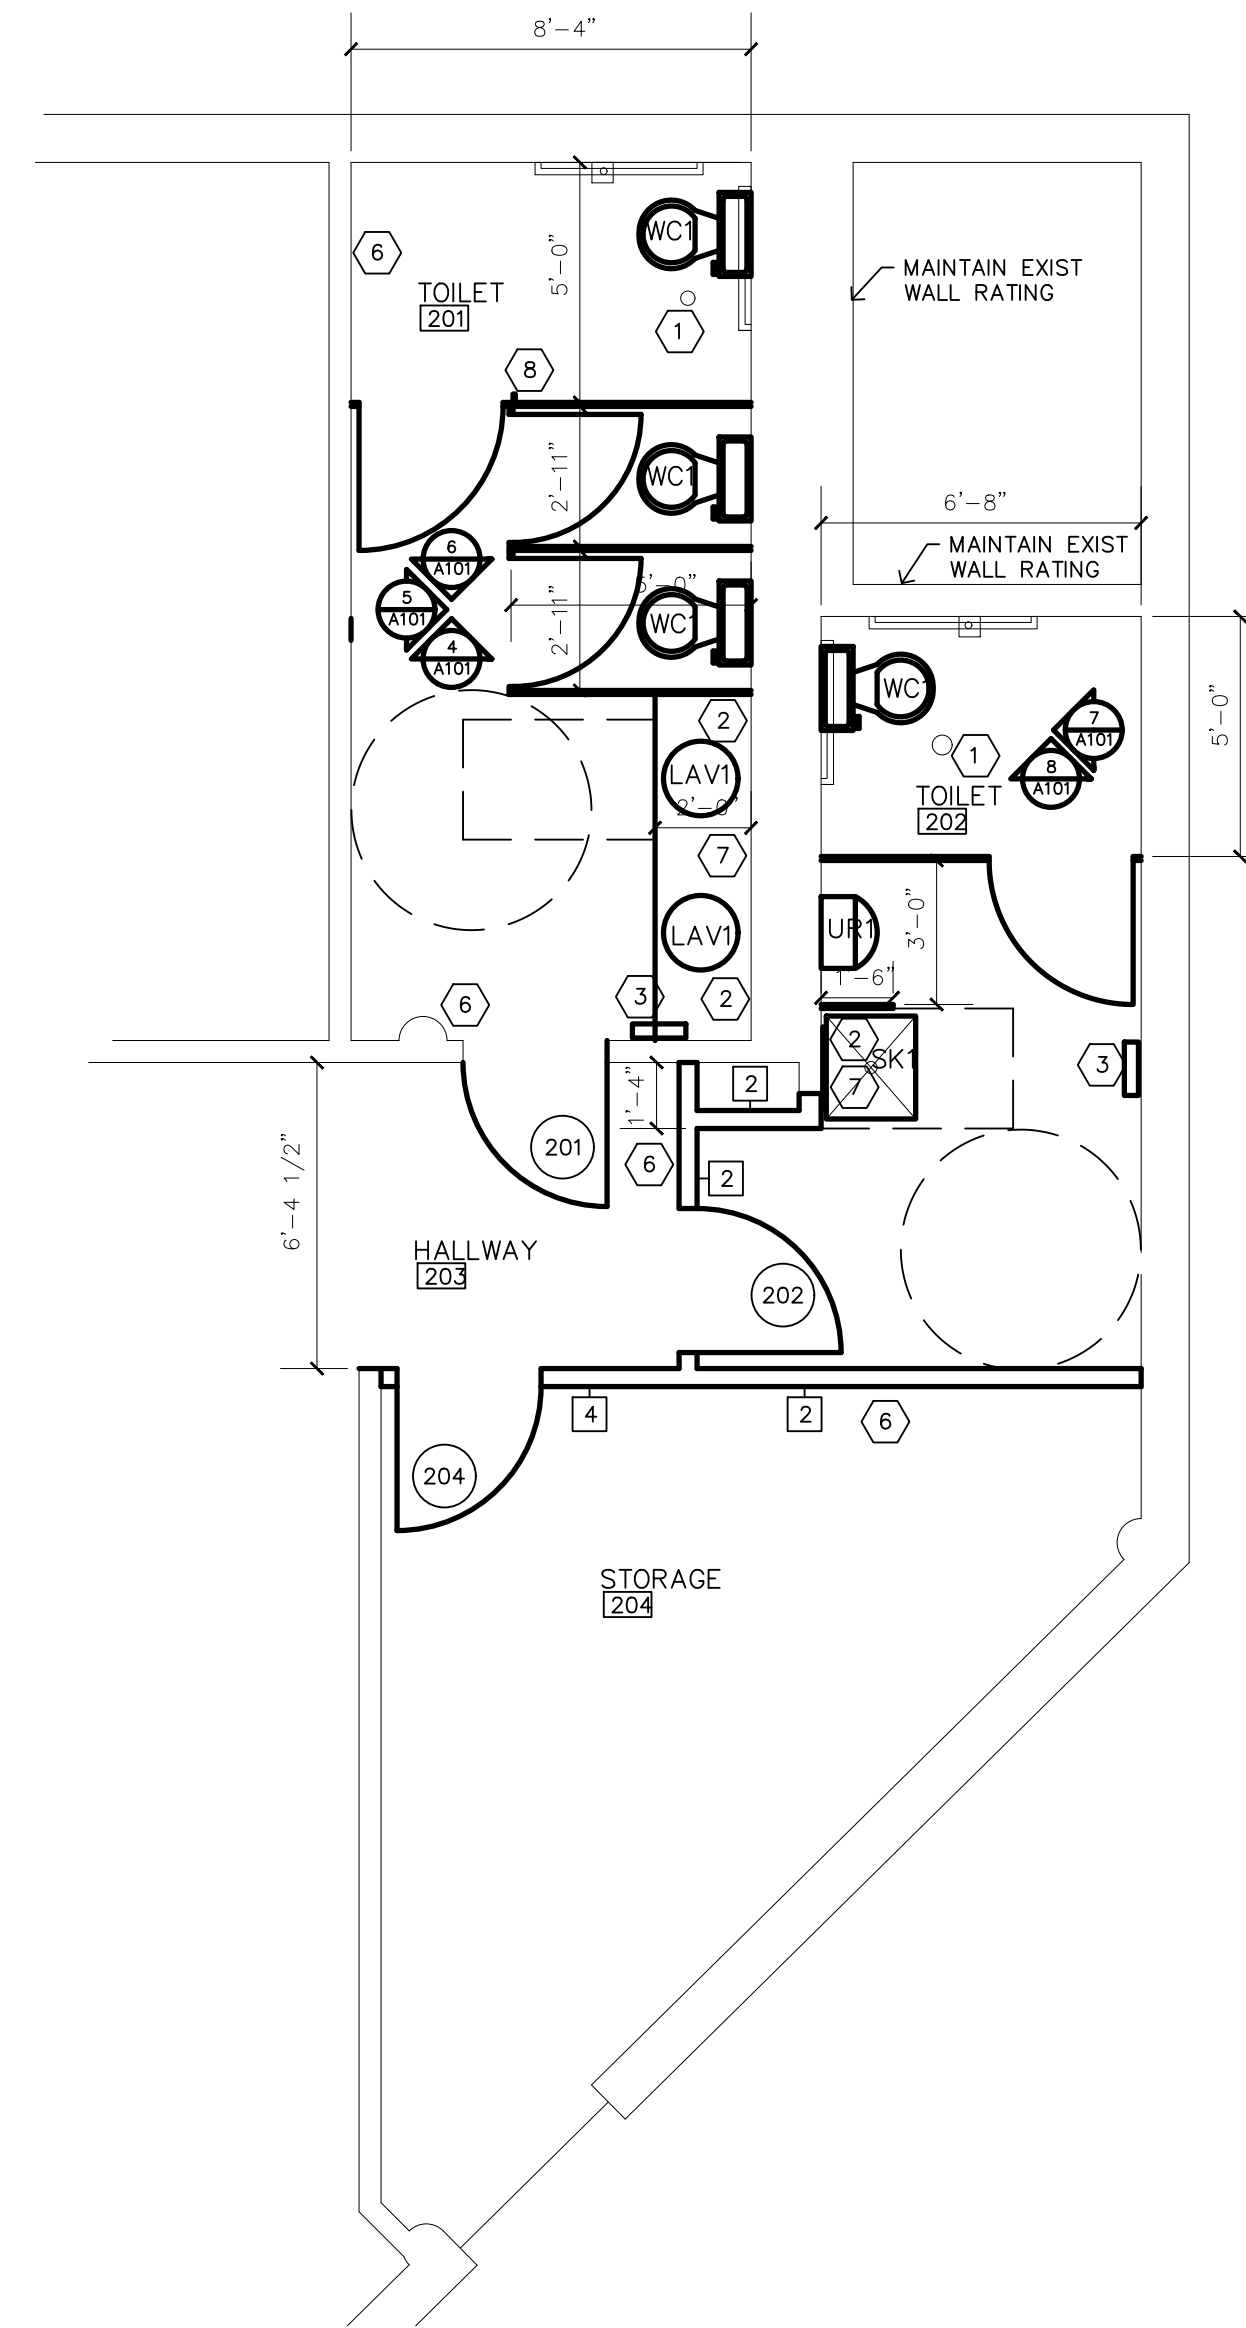 8'-4"
WC1
6
5'-0"
MAINTAIN EXIST
WALL RATING
TOILET
201
1
8
WC1
2'-11"
6'-8"
6
A101
MAINTAIN EXIST
WALL RATING
5
A101
5'-0"
2'-11"
WC1
4
A101
WC1
5'-0"
2
7
A101
LAV1
1
8
A101
2'-0"
TOILET
202
7
UR1
3'-0"
LAV1
1'-6"
3
2
6
2
SK1
3
7
2
1'-4"
201
6
2
6'-4 1/2"
HALLWAY
203
202
4
2
6
204
STORAGE
204